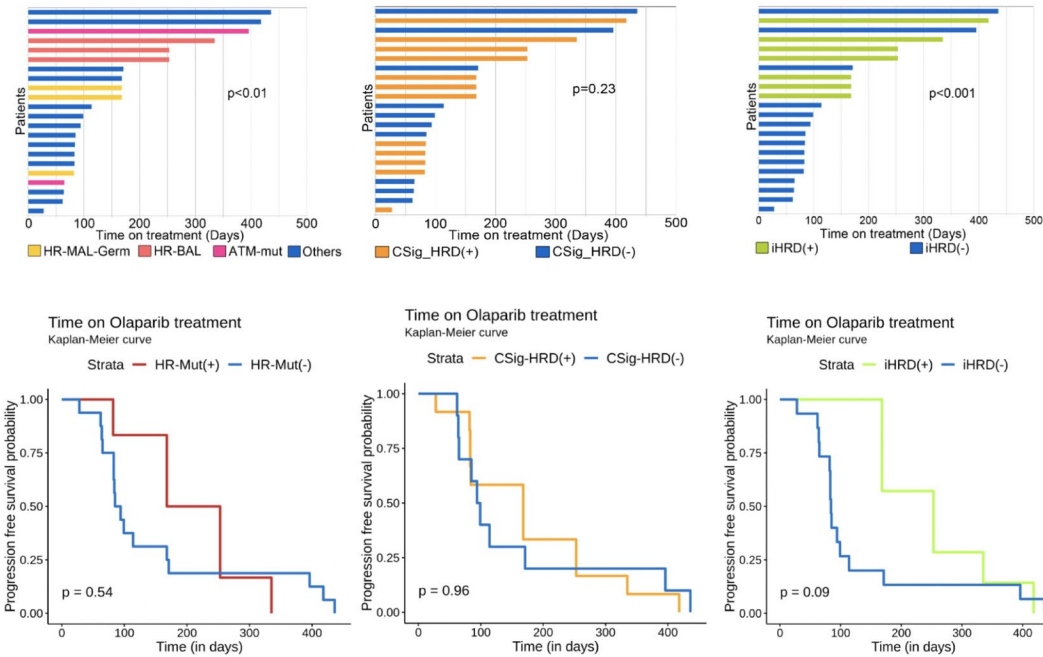 Patients
p<0.01
0 100 200 300 400 500
Time on treatment (Days)
HR-MAL-Germ HR-BAL ATM-mut Others
Patients
p=0.23
0 100 200 300 400 500
Time on treatment (Days)
CSig_HRD(+) CSig_HRD(-)
Patients
p<0.001
0 100 200 300 400 500
Time on treatment (Days)
iHRD(+) iHRD(-)
Time on Olaparib treatment
Kaplan-Meier curve
Strata HR-Mut(+) HR-Mut(-)
Progression free survival probability
1.00
0.75
0.50
0.25
0.00
p = 0.54
0 100 200 300 400
Time (in days)
Time on Olaparib treatment
Kaplan-Meier curve
Strata CSig-HRD(+) CSig-HRD(-)
Progression free survival probability
1.00
0.75
0.50
0.25
0.00
p = 0.96
0 100 200 300 400
Time (in days)
Time on Olaparib treatment
Kaplan-Meier curve
Strata iHRD(+) iHRD(-)
Progression free survival probability
1.00
0.75
0.50
0.25
0.00
p = 0.09
0 100 200 300 400
Time (in days)